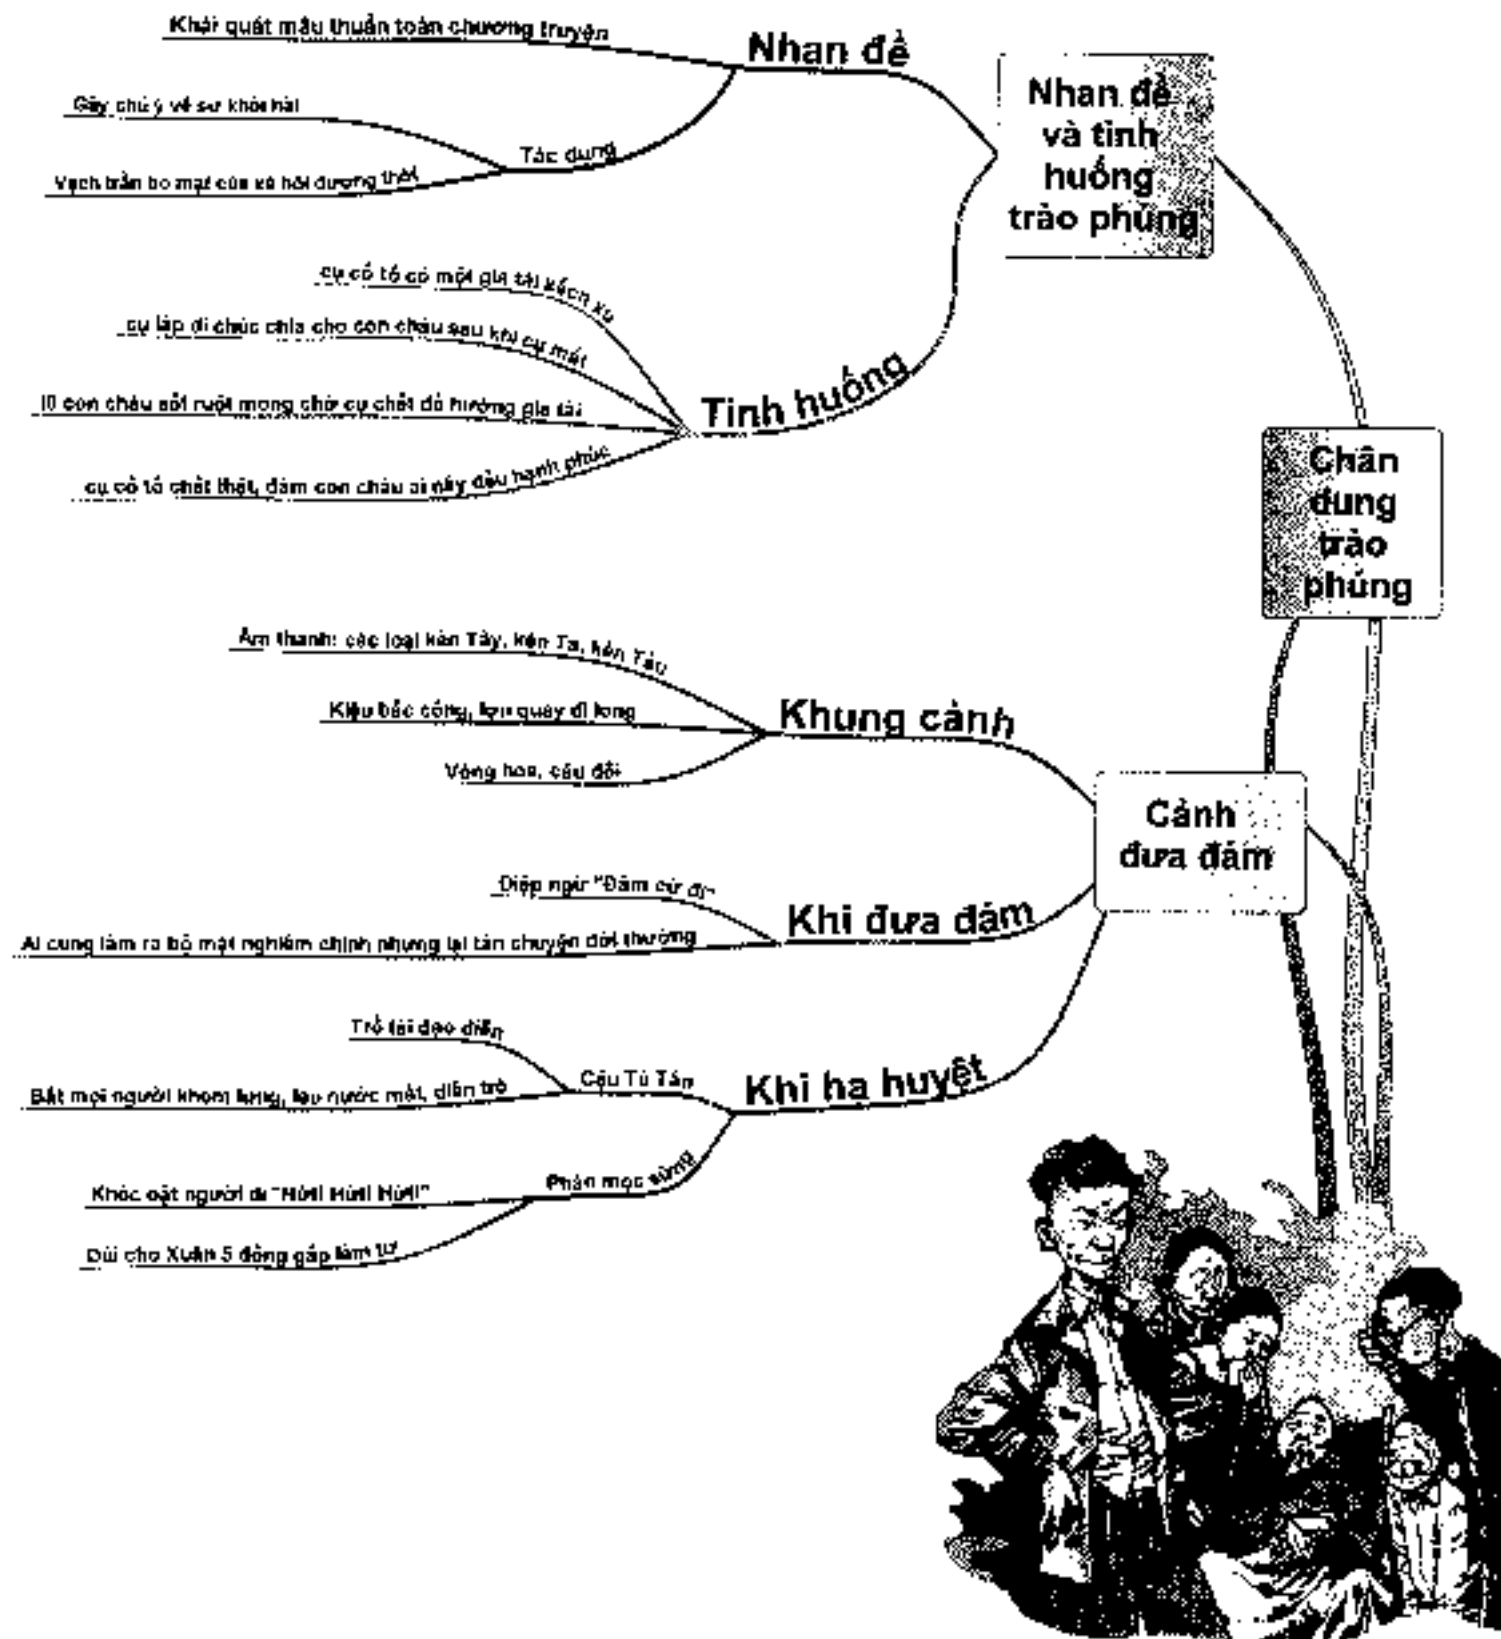 Khái quát mâu thuẫn toàn chương truyện
Nhan đề
Gây chú ý về sự khôi hài
Tác dụng
Vạch trần bộ mặt của xã hội đương thời
Nhan đề
và tình
huống
trào phúng
cụ cố tổ có một gia tài kếch xù
cụ lập di chúc chia cho con cháu sau khi cụ mất
lũ con cháu sốt ruột mong chờ cụ chết để hưởng gia tài
Tình huống
cụ cố tổ chết thật, đám con cháu ai nấy đều hạnh phúc
Chân
dung
trào
phúng
Âm thanh: các loại kèn Tây, kèn Ta, kèn Tàu
Kiệu bát cống, lợn quay đi lọng
Khung cảnh
Vòng hoa, câu đối
Cảnh
đưa đám
Điệp ngữ "Đám cứ đi"
Khi đưa đám
Ai cũng làm ra bộ mặt nghiêm chỉnh nhưng lại tán chuyện đời thường
Trổ tài đạo diễn
Cậu Tú Tân
Bắt mọi người khom lưng, lau nước mắt, diễn trò
Khi hạ huyệt
Phán mọc sừng
Khóc oặt người đi "Hứt! Hứt! Hứt!"
Dúi cho Xuân 5 đồng gấp làm tư